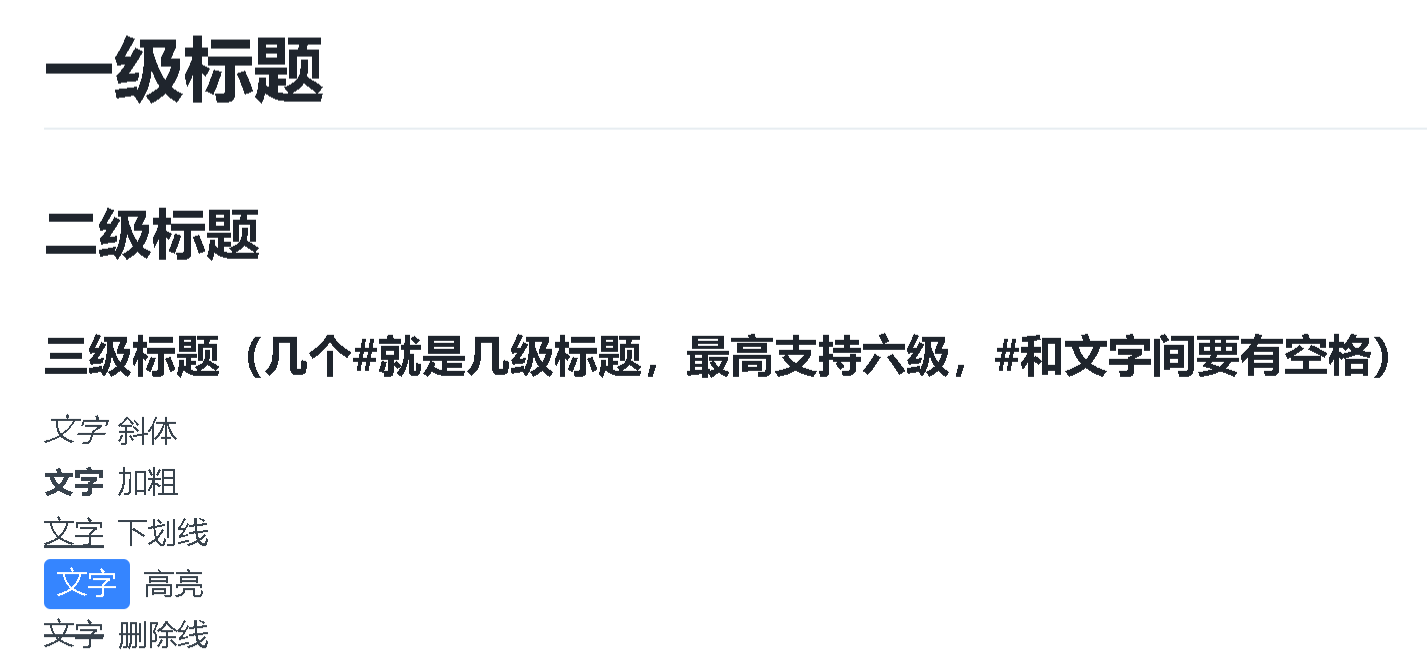 一级标题
二级标题
三级标题（几个#就是几级标题，最高支持六级，#和文字间要有空格）
文字 斜体
文字 加粗
文字 下划线
文字 高亮
文字 删除线